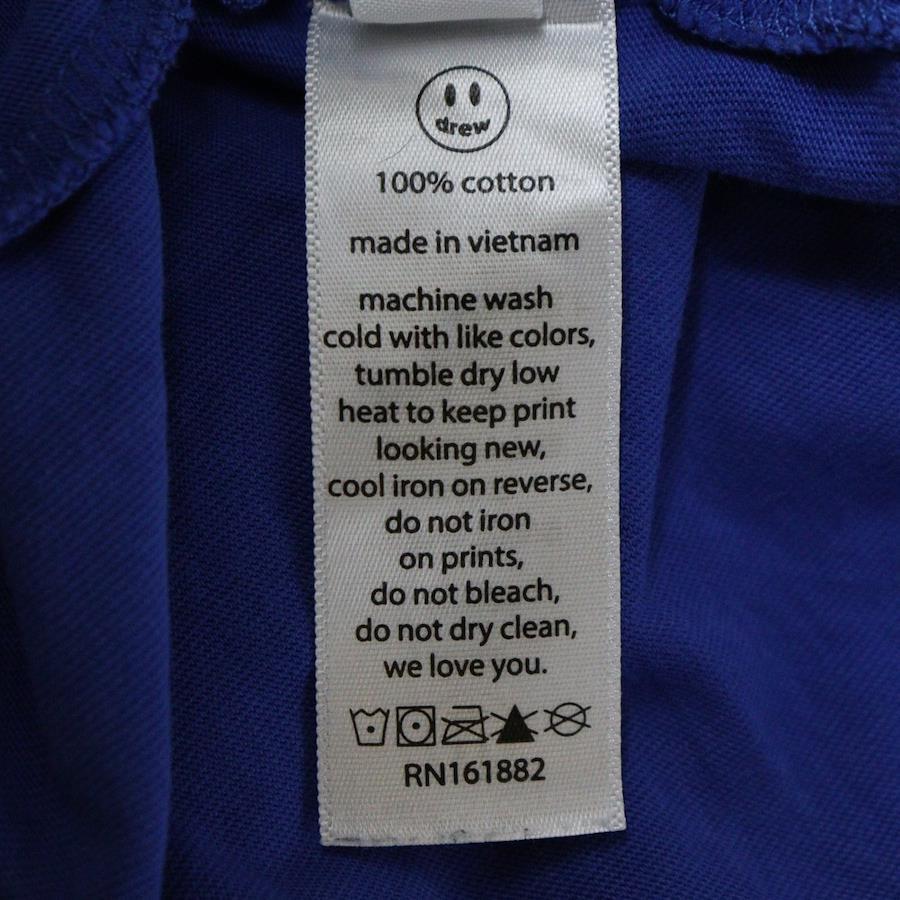 drew
100% cotton
made in vietnam
machine wash
cold with like colors,
tumble dry low
heat to keep print
looking new,
cool iron on reverse,
do not iron
on prints,
do not bleach,
do not dry clean,
we love you.
RN161882